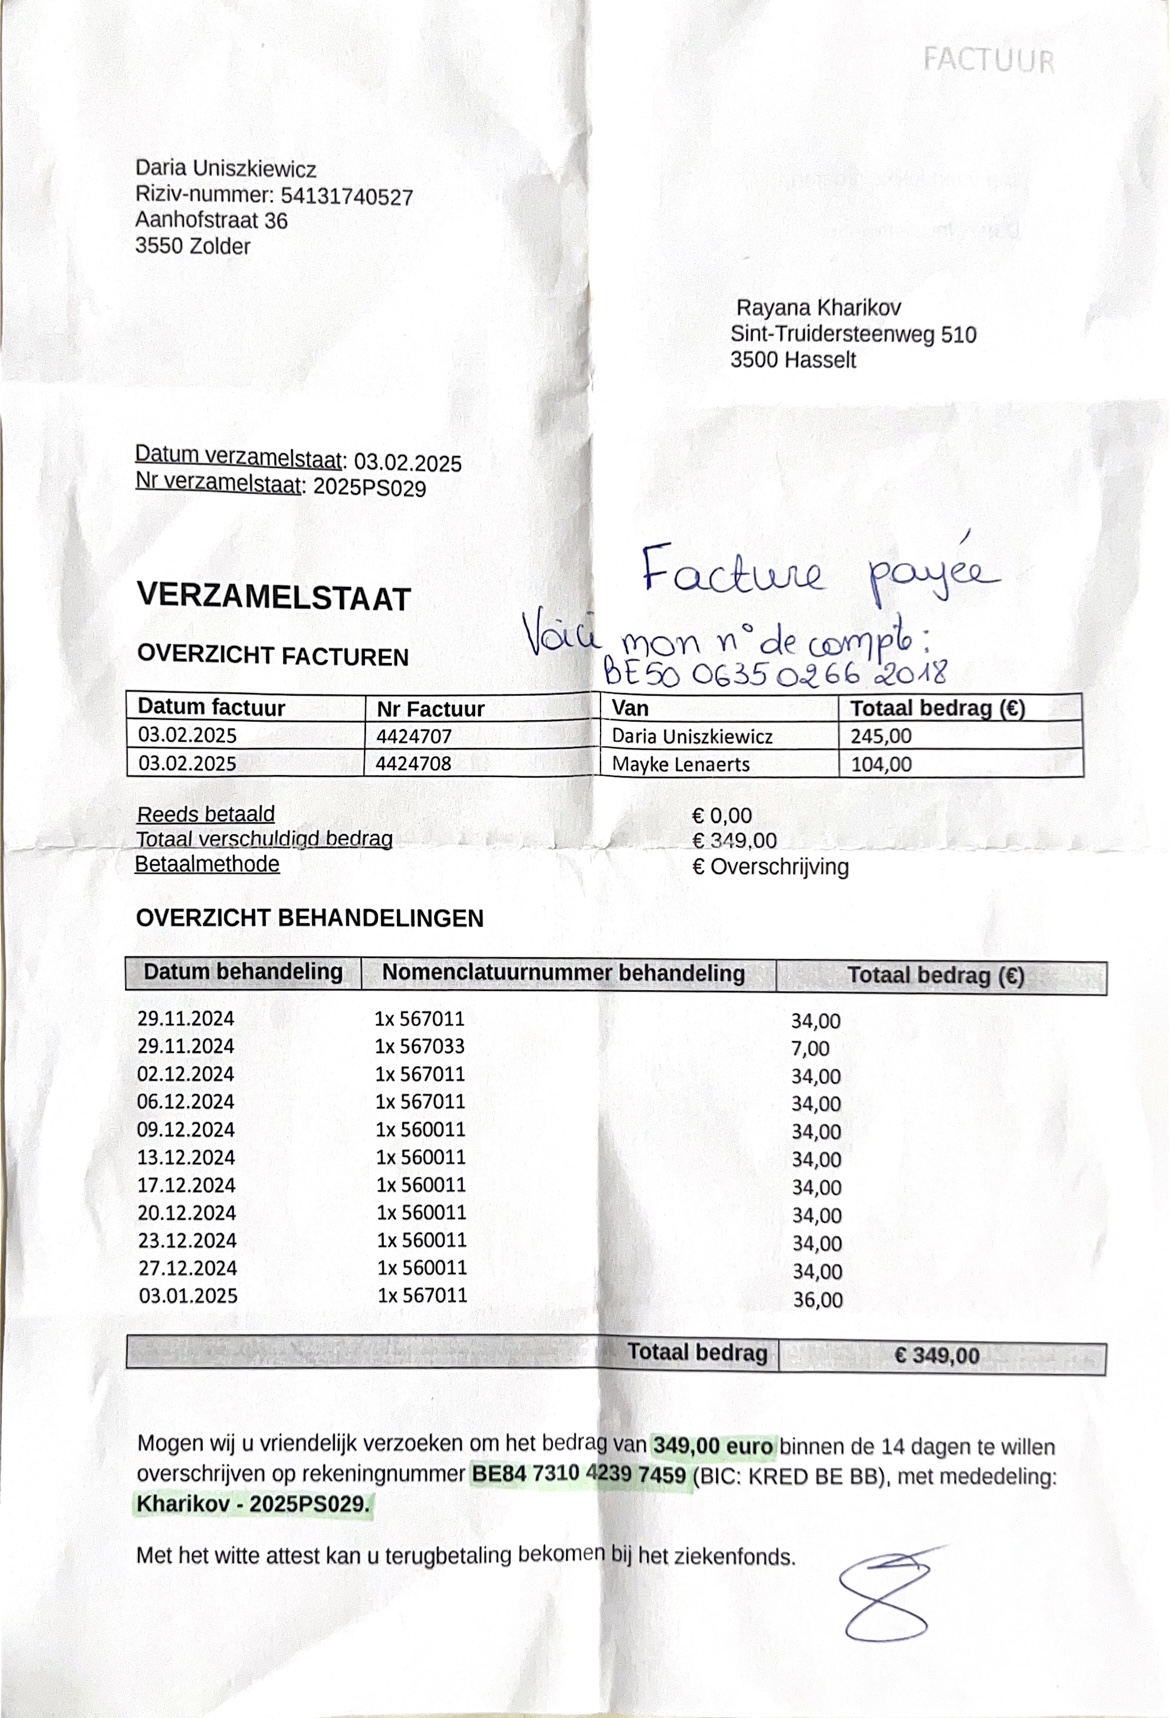 FACTUUR
Daria Uniszkiewicz
Riziv-nummer: 54131740527
Aanhofstraat 36
3550 Zolder
Rayana Kharikov
Sint-Truidersteenweg 510
3500 Hasselt
Datum verzamelstaat: 03.02.2025
Nr verzamelstaat: 2025PS029
Facture payée
VERZAMELSTAAT
Voici mon n° de compte:
OVERZICHT FACTUREN
BE50 0635 0266 2018
Datum factuur Nr Factuur Van Totaal bedrag (€)
03.02.2025 4424707 Daria Uniszkiewicz 245,00
03.02.2025 4424708 Mayke Lenaerts 104,00
Reeds betaald € 0,00
Totaal verschuldigd bedrag € 349,00
Betaalmethode € Overschrijving
OVERZICHT BEHANDELINGEN
Datum behandeling Nomenclatuurnummer behandeling Totaal bedrag (€)
29.11.2024 1x 567011 34,00
29.11.2024 1x 567033 7,00
02.12.2024 1x 567011 34,00
06.12.2024 1x 567011 34,00
09.12.2024 1x 560011 34,00
13.12.2024 1x 560011 34,00
17.12.2024 1x 560011 34,00
20.12.2024 1x 560011 34,00
23.12.2024 1x 560011 34,00
27.12.2024 1x 560011 34,00
03.01.2025 1x 567011 36,00
Totaal bedrag € 349,00
Mogen wij u vriendelijk verzoeken om het bedrag van 349,00 euro binnen de 14 dagen te willen
overschrijven op rekeningnummer BE84 7310 4239 7459 (BIC: KRED BE BB), met mededeling:
Kharikov - 2025PS029.
Met het witte attest kan u terugbetaling bekomen bij het ziekenfonds.